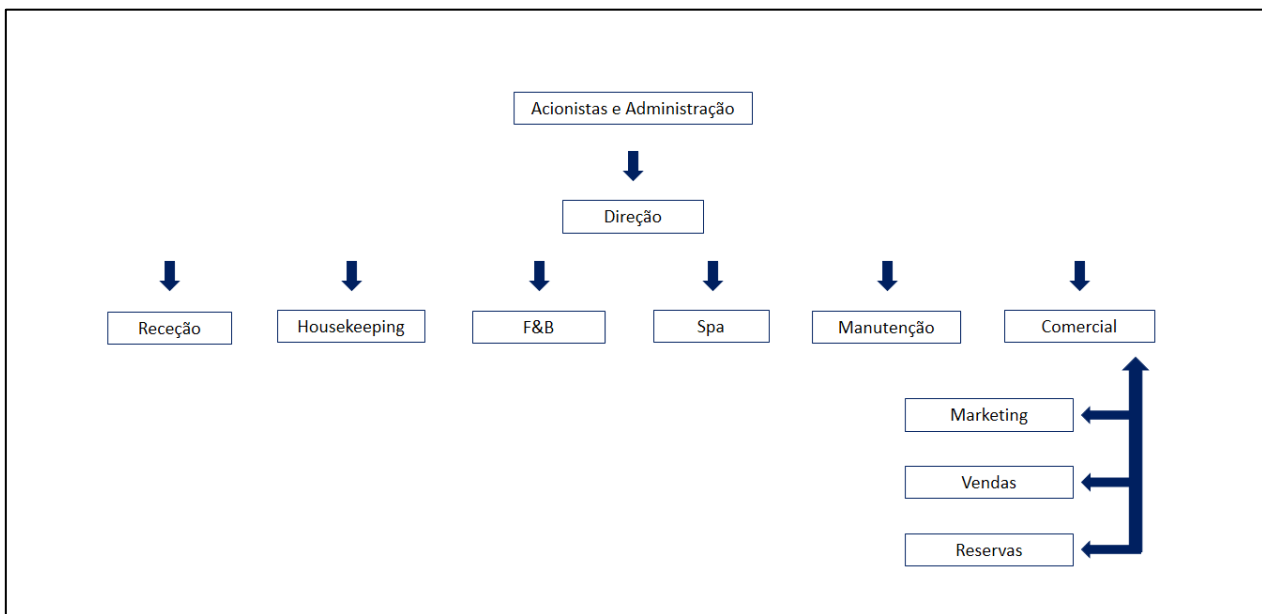 Acionistas e Administração
Direção
Receção
Housekeeping
F&B
Spa
Manutenção
Comercial
Marketing
Vendas
Reservas